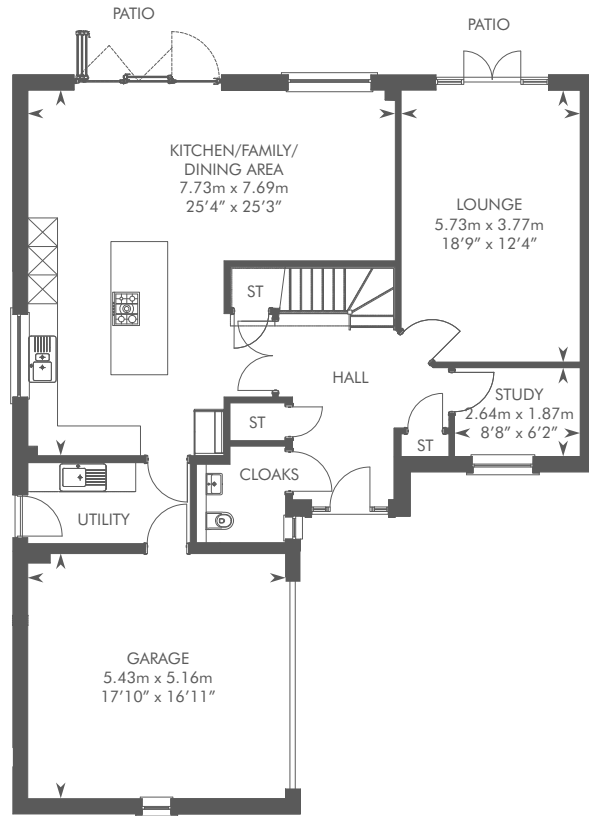 PATIO
PATIO
KITCHEN/FAMILY/
DINING AREA
7.73m x 7.69m
25’4” x 25’3”
LOUNGE
5.73m x 3.77m
18’9” x 12’4”
ST
HALL
STUDY
2.64m x 1.87m
8’8” x 6’2”
ST
ST
CLOAKS
UTILITY
GARAGE
5.43m x 5.16m
17’10” x 16’11”